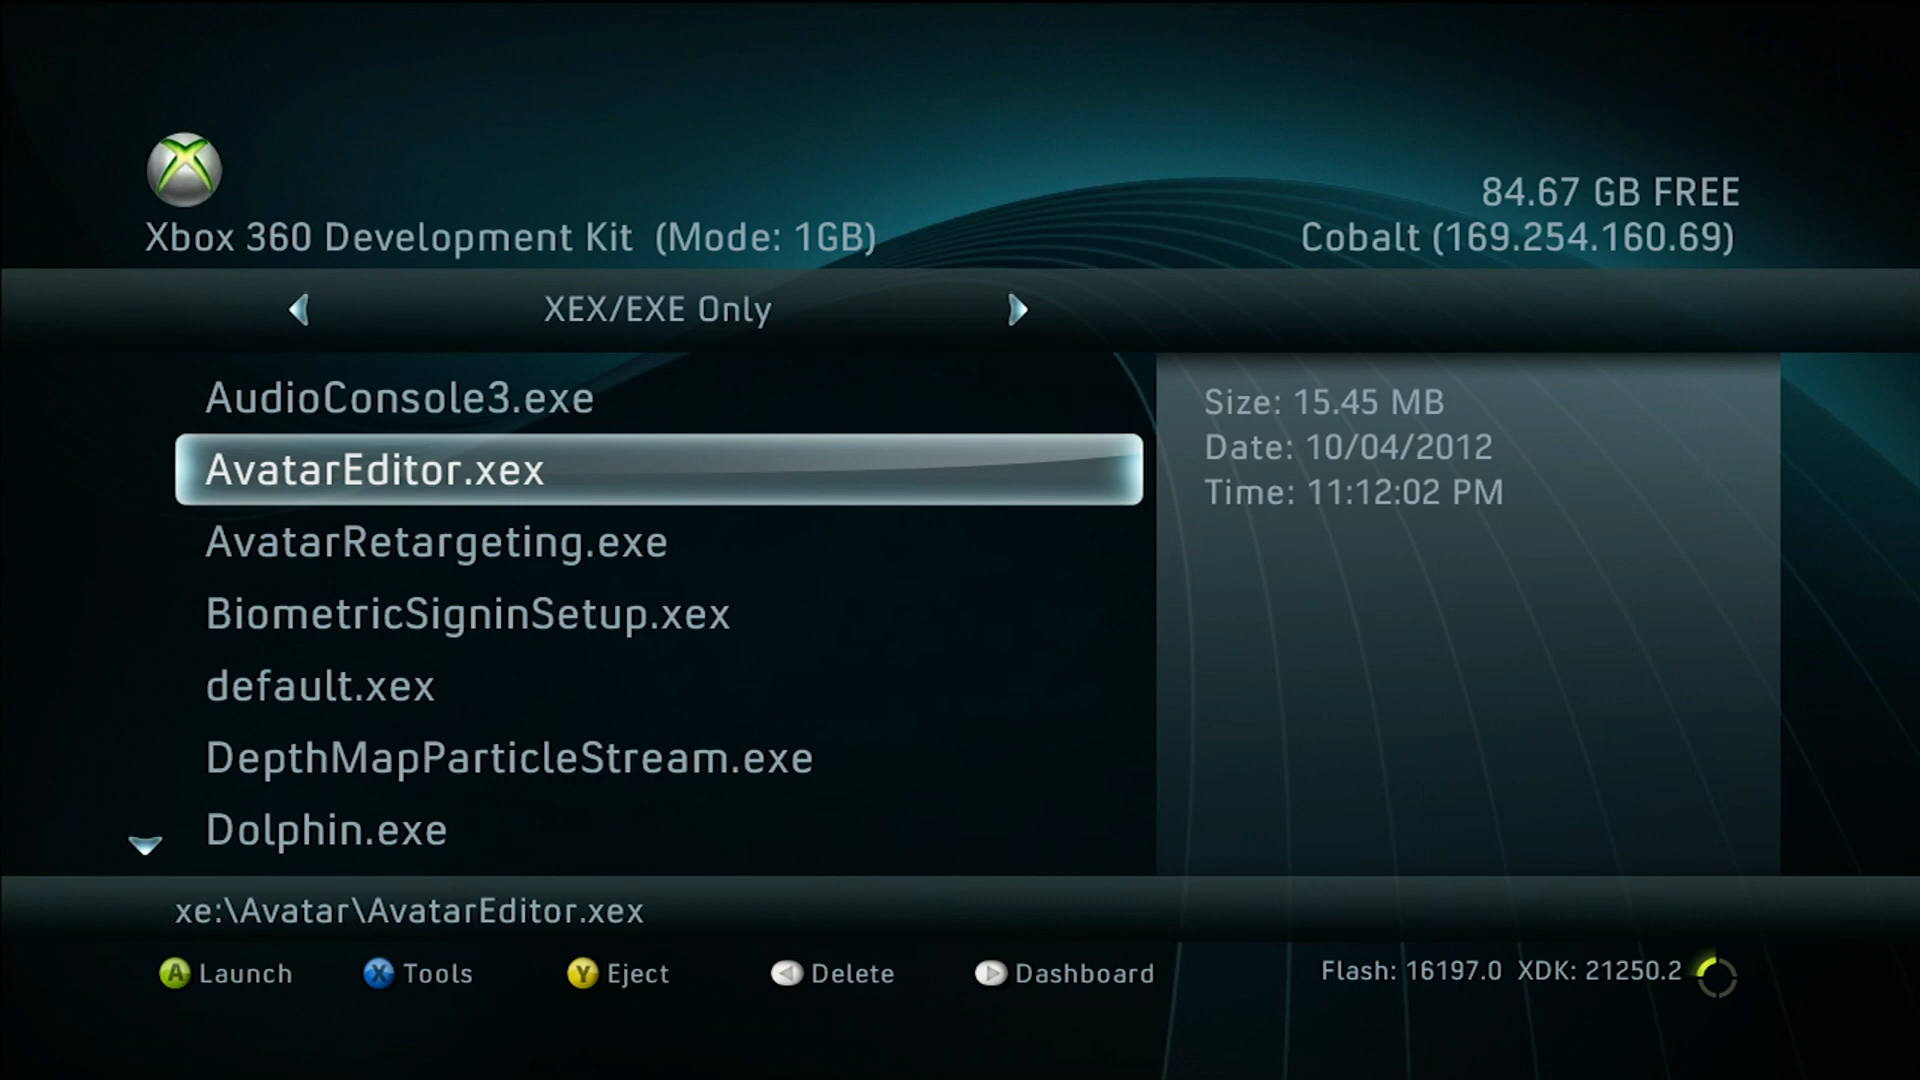 84.67 GB FREE
Xbox 360 Development Kit (Mode: 1GB)
Cobalt (169.254.160.69)
XEX/EXE Only
AudioConsole3.exe
AvatarEditor.xex
AvatarRetargeting.exe
BiometricSigninSetup.xex
default.xex
DepthMapParticleStream.exe
Dolphin.exe
Size: 15.45 MB
Date: 10/04/2012
Time: 11:12:02 PM
xe:\Avatar\AvatarEditor.xex
A Launch
X Tools
Y Eject
Delete
Dashboard
Flash: 16197.0 XDK: 21250.2